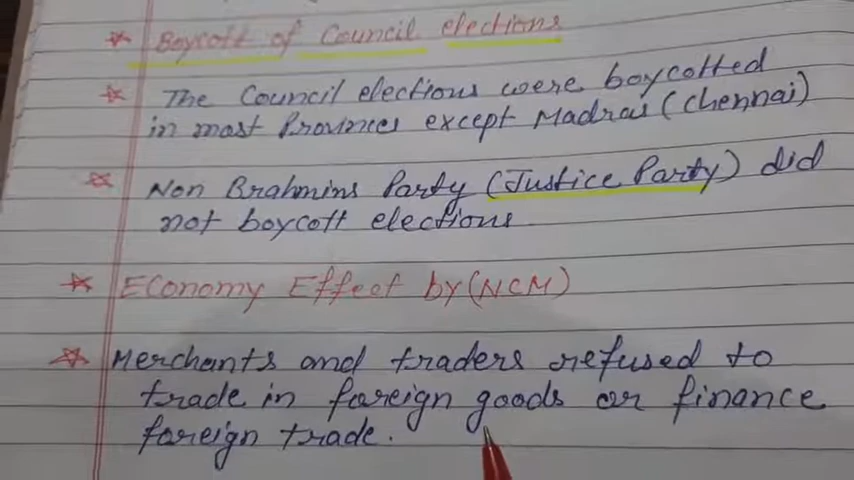 Boycott of Council elections
The Council elections were boycotted
in most Provinces except Madras (Chennai)
Non Brahmins Party (Justice Party) did
not boycott elections
Economy Effect by (NCM)
Merchants and traders refused to
trade in foreign goods or finance
foreign trade.